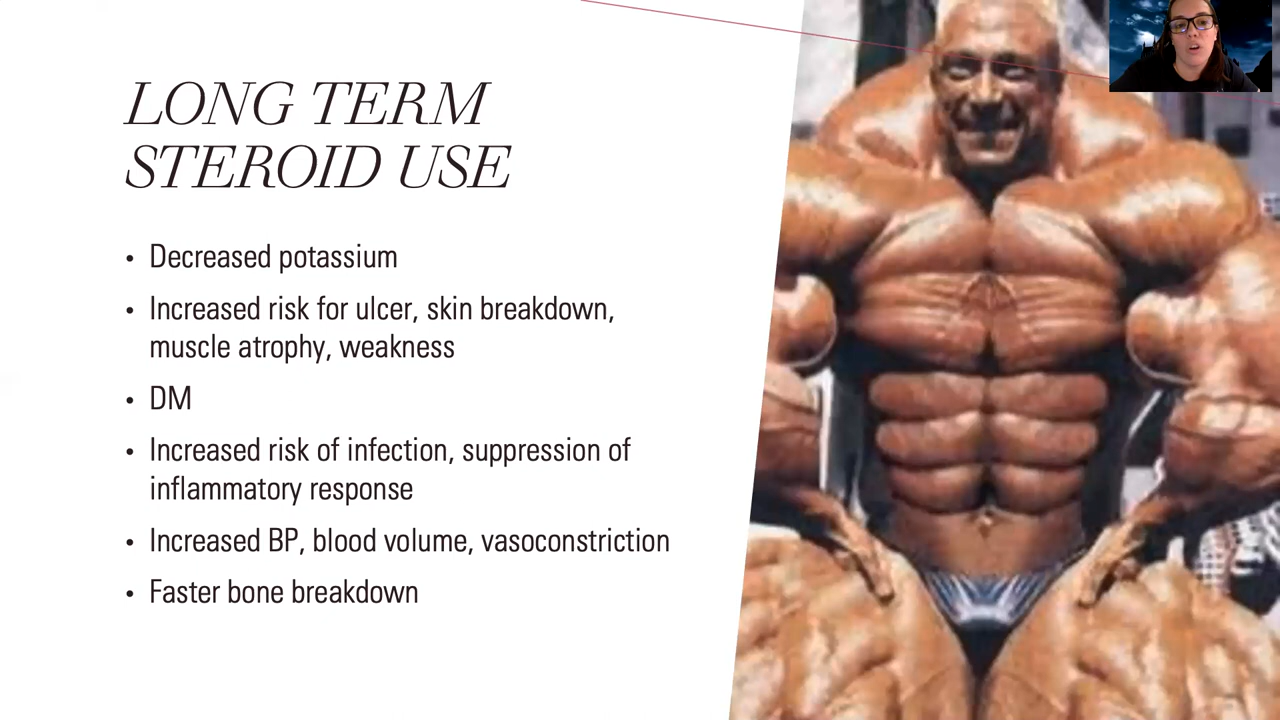 LONG TERM
STEROID USE
• Decreased potassium
• Increased risk for ulcer, skin breakdown,
muscle atrophy, weakness
• DM
• Increased risk of infection, suppression of
inflammatory response
• Increased BP, blood volume, vasoconstriction
• Faster bone breakdown